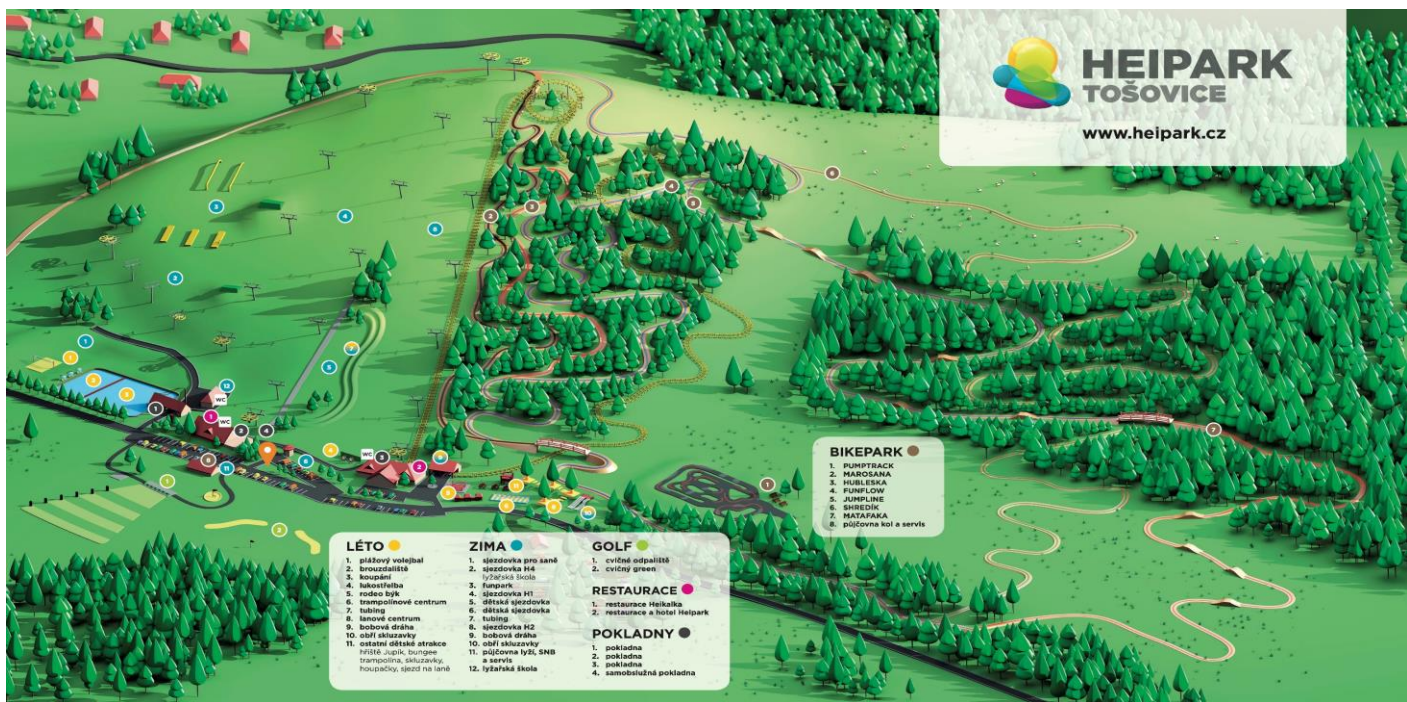 HEIPARK
TOŠOVICE
www.heipark.cz
BIKEPARK
1. PUMPTRACK
2. MAROSANA
3. HUBLESKA
4. FUNFLOW
5. JUMPLINE
6. SHREDÍK
7. MATAFAKA
8. půjčovna kol a servis
LÉTO
1. plážový volejbal
2. brouzdaliště
3. koupání
4. lukostřelba
5. rodeo býk
6. trampolínové centrum
7. tubing
8. lanové centrum
9. bobová dráha
10. obří skluzavky
11. ostatní dětské atrakce
hřiště Jupík, bungee
trampolína, skluzavky,
houpačky, sjezd na laně
ZIMA
1. sjezdovka pro saně
2. sjezdovka H4
lyžařská škola
3. funpark
4. sjezdovka H1
5. dětská sjezdovka
6. dětská sjezdovka
7. tubing
8. sjezdovka H2
9. bobová dráha
10. obří skluzavky
11. půjčovna lyží, SNB
a servis
12. lyžařská škola
GOLF
1. cvičné odpaliště
2. cvičný green
RESTAURACE
1. restaurace Heikalka
2. restaurace a hotel Heipark
POKLADNY
1. pokladna
2. pokladna
3. pokladna
4. samobslužná pokladna
WC
WC
WC